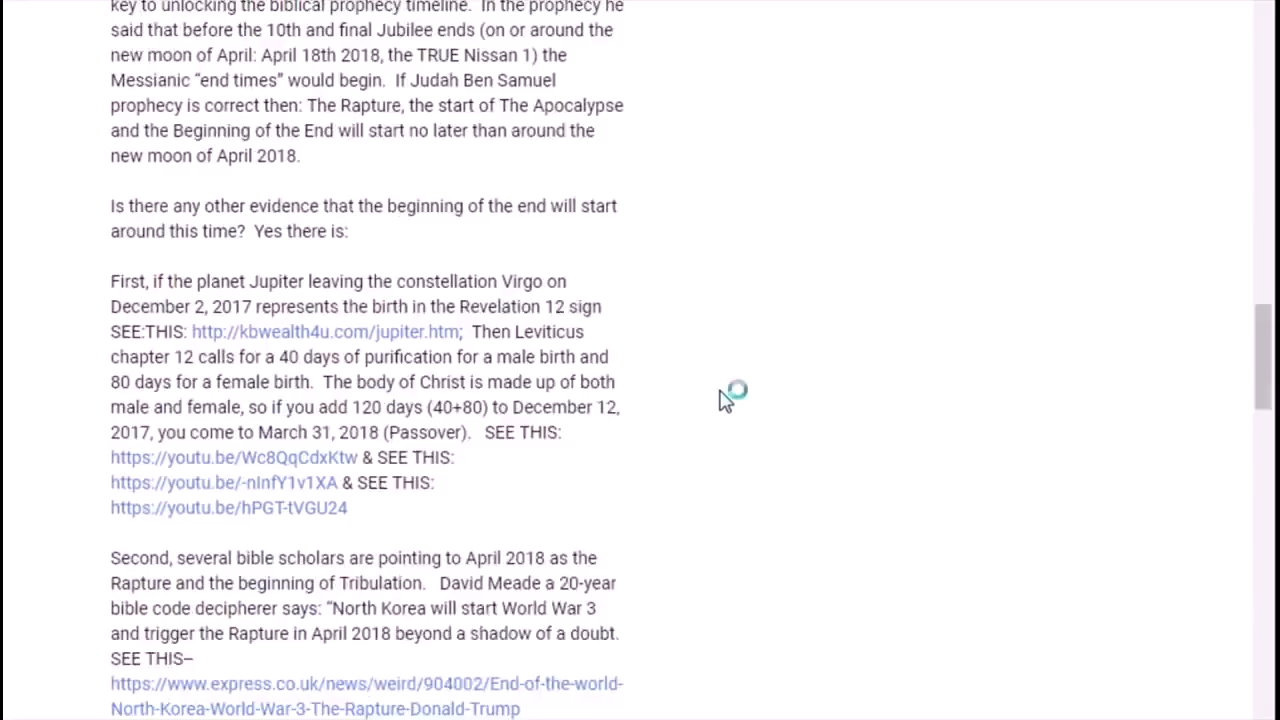 key to unlocking the biblical prophecy timeline.  In the prophecy he
said that before the 10th and final Jubilee ends (on or around the
new moon of April: April 18th 2018, the TRUE Nissan 1) the
Messianic “end times” would begin.  If Judah Ben Samuel
prophecy is correct then: The Rapture, the start of The Apocalypse
and the Beginning of the End will start no later than around the
new moon of April 2018.
Is there any other evidence that the beginning of the end will start
around this time?  Yes there is:
First, if the planet Jupiter leaving the constellation Virgo on
December 2, 2017 represents the birth in the Revelation 12 sign
SEE:THIS: http://kbwealth4u.com/jupiter.htm;  Then Leviticus
chapter 12 calls for a 40 days of purification for a male birth and
80 days for a female birth.  The body of Christ is made up of both
male and female, so if you add 120 days (40+80) to December 12,
2017, you come to March 31, 2018 (Passover).   SEE THIS:
https://youtu.be/Wc8QqCdxKtw & SEE THIS:
https://youtu.be/-nInfY1v1XA & SEE THIS:
https://youtu.be/hPGT-tVGU24
Second, several bible scholars are pointing to April 2018 as the
Rapture and the beginning of Tribulation.   David Meade a 20-year
bible code decipherer says: “North Korea will start World War 3
and trigger the Rapture in April 2018 beyond a shadow of a doubt.
SEE THIS–
https://www.express.co.uk/news/weird/904002/End-of-the-world-
North-Korea-World-War-3-The-Rapture-Donald-Trump